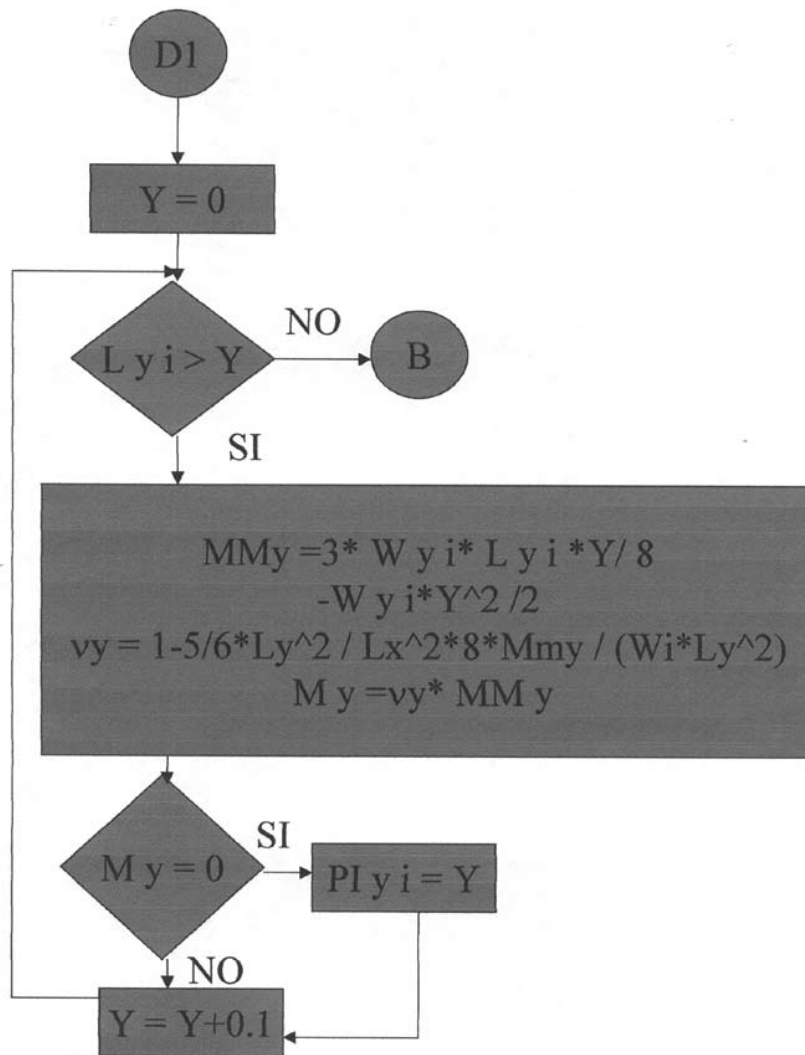 D1
Y = 0
L y i > Y
NO
B
SI
MMy =3* W y i* L y i *Y/ 8
-W y i*Y^2 /2
νy = 1-5/6*Ly^2 / Lx^2*8*Mmy / (Wi*Ly^2)
M y =νy* MM y
M y = 0
SI
PI y i = Y
NO
Y = Y+0.1